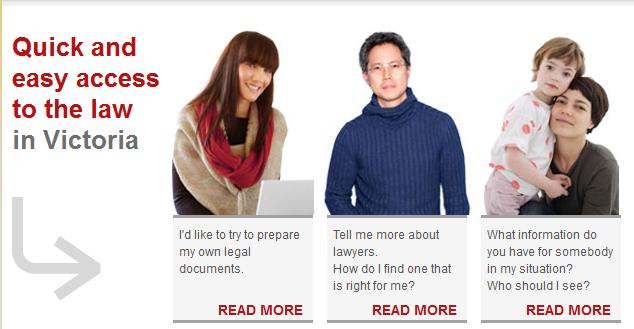 Quick and
easy access
to the law
in Victoria
I'd like to try to prepare
my own legal
documents.
READ MORE
Tell me more about
lawyers.
How do I find one that
is right for me?
READ MORE
What information do
you have for somebody
in my situation?
Who should I see?
READ MORE